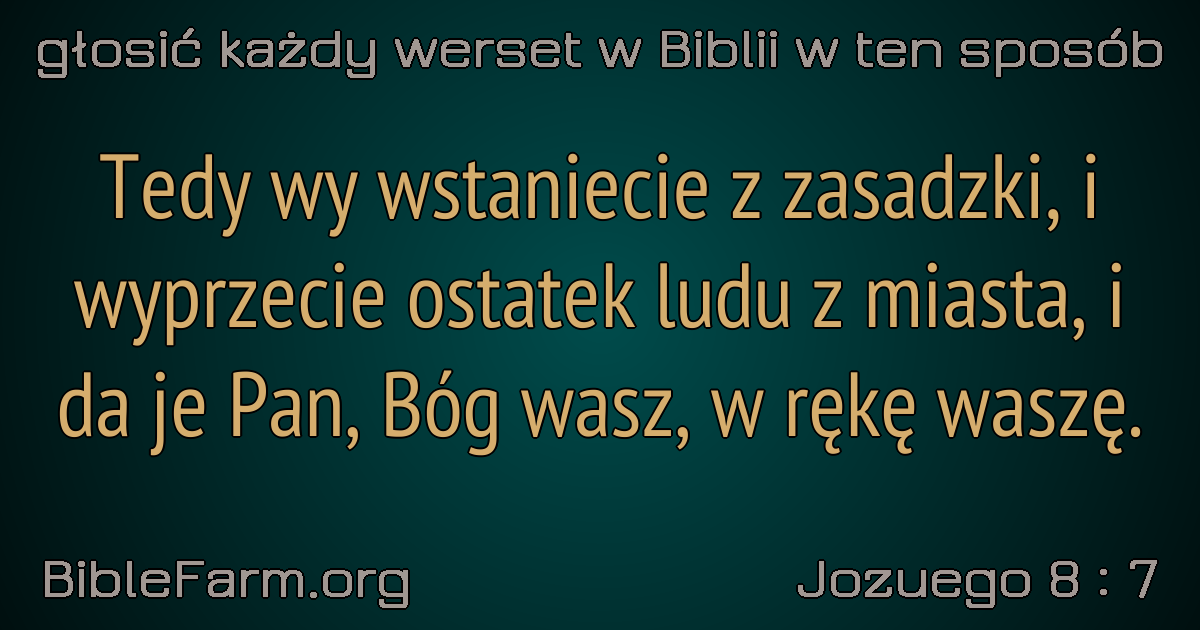 głosić każdy werset w Biblii w ten sposób
Tedy wy wstaniecie z zasadzki, i
wyprzecie ostatek ludu z miasta, i
da je Pan, Bóg wasz, w rękę waszę.
BibleFarm.org
Jozuego 8 : 7